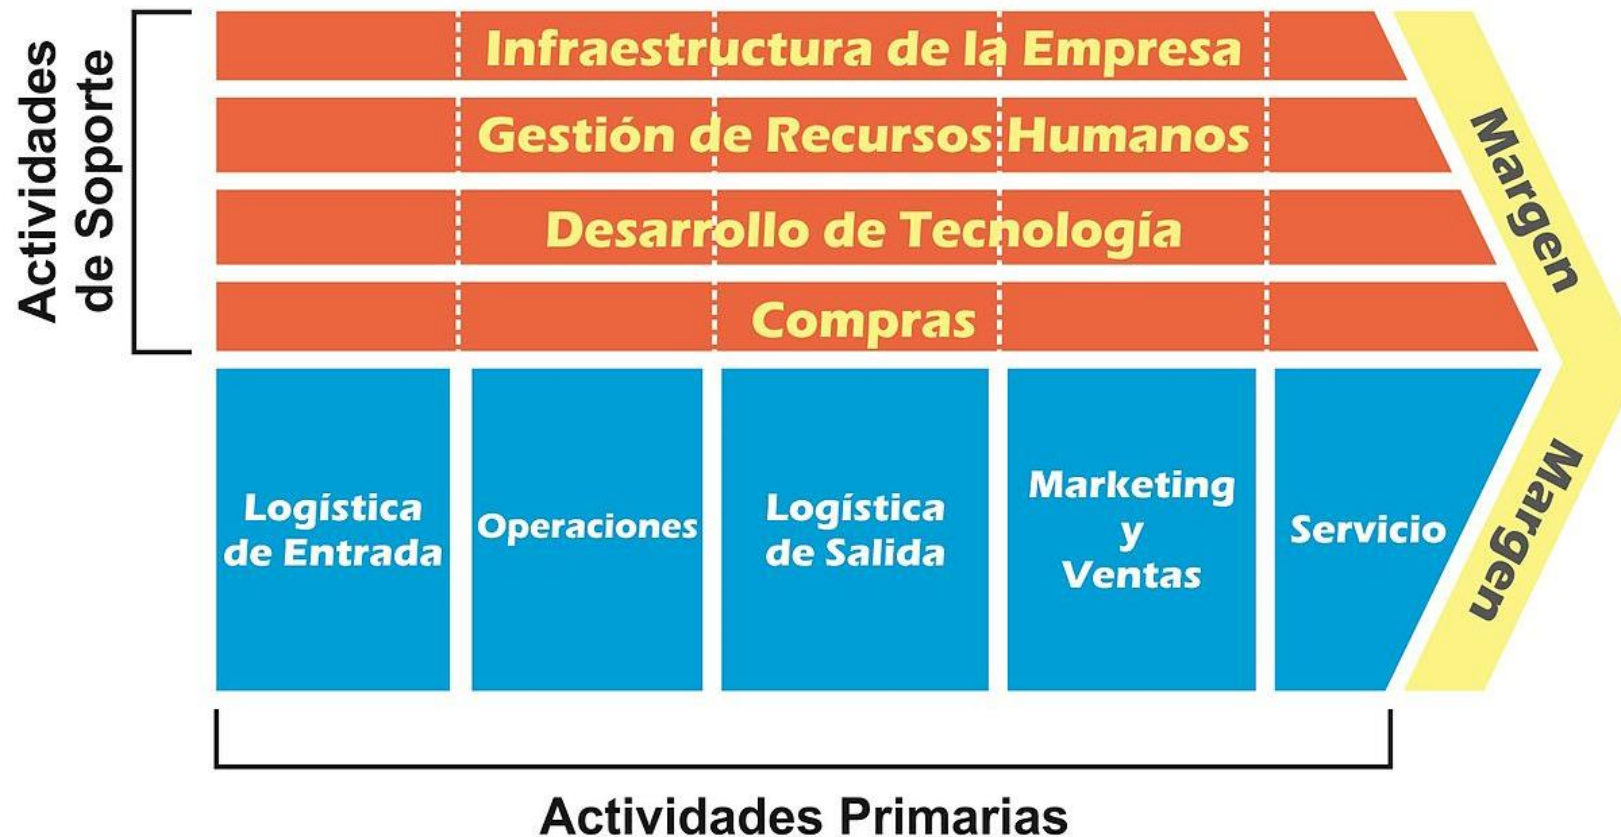 Actividades
de Soporte
Infraestructura de la Empresa
Gestión de Recursos Humanos
Desarrollo de Tecnología
Compras
Margen
Logística
de Entrada
Operaciones
Logística
de Salida
Marketing
y
Ventas
Servicio
Margen
Actividades Primarias